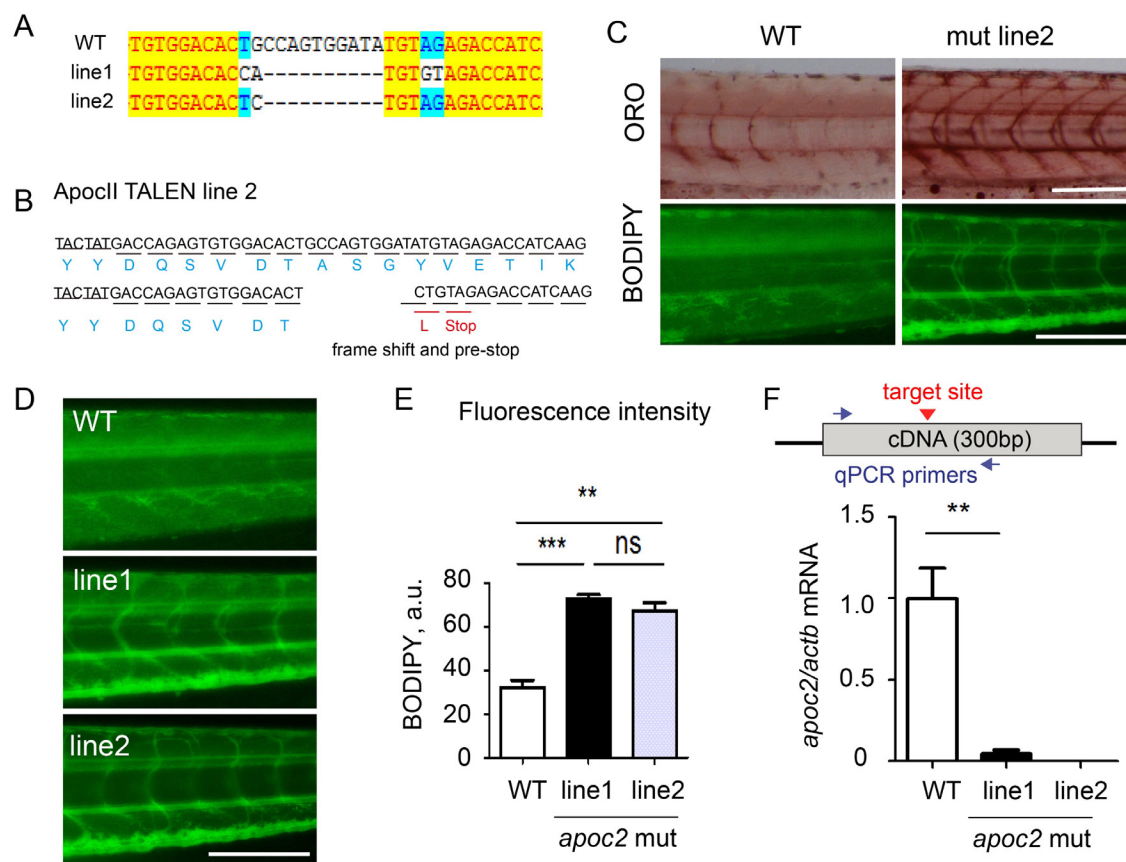 A
WT TGTGGACACTGCCAGTGGATATGTAGAGACCATC
line1 TGTGGACACCA----------TGTGTAGACCATC
line2 TGTGGACACTC----------TGTAGAGACCATC
B
ApocII TALEN line 2
TACTATGACCAGAGTGTGGACACTGCCAGTGGATATGTAGAGACCATCAAG
Y Y D Q S V D T A S G Y V E T I K
TACTATGACCAGAGTGTGGACACT CTGTAGAGACCATCAAG
Y Y D Q S V D T L Stop
frame shift and pre-stop
C
WT mut line2
ORO
BODIPY
D
WT
line1
line2
E
Fluorescence intensity
**
*** ns
BODIPY, a.u.
80
60
40
20
0
WT line1 line2
apoc2 mut
F
target site
cDNA (300bp)
qPCR primers
**
apoc2/actb mRNA
1.5
1.0
0.5
0
WT line1 line2
apoc2 mut